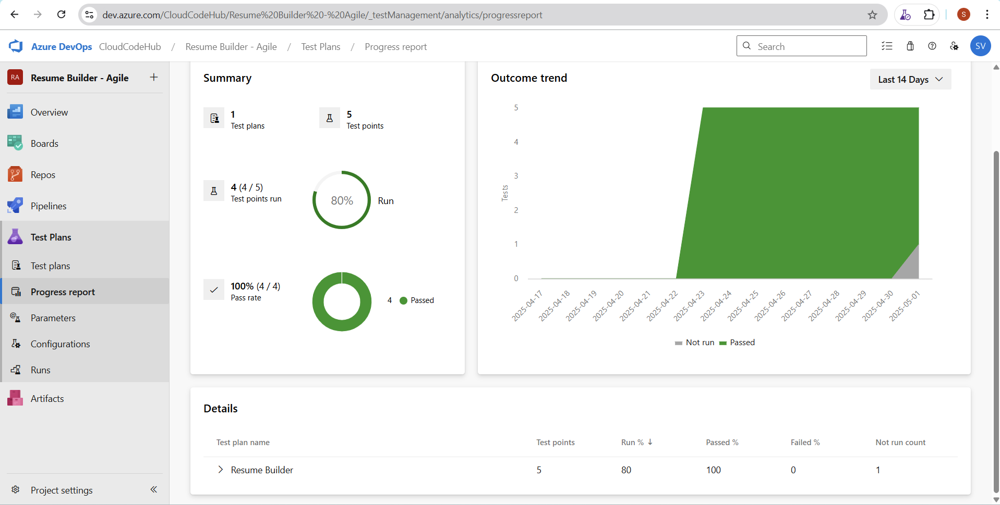 dev.azure.com/CloudCodeHub/Resume%20Builder%20-%20Agile/_testManagement/analytics/progressreport
S
Azure DevOps CloudCodeHub / Resume Builder - Agile / Test Plans / Progress report
Search
SV
RA Resume Builder - Agile
Overview
Boards
Repos
Pipelines
Test Plans
Test plans
Progress report
Parameters
Configurations
Runs
Artifacts
Project settings
Summary
1
Test plans
5
Test points
4 (4 / 5)
Test points run
80%
Run
100% (4 / 4)
Pass rate
4 Passed
Outcome trend
Last 14 Days
5
4
3
2
1
0
Tests
2025-04-17
2025-04-18
2025-04-19
2025-04-20
2025-04-21
2025-04-22
2025-04-23
2025-04-24
2025-04-25
2025-04-26
2025-04-27
2025-04-28
2025-04-29
2025-04-30
2025-05-01
Not run Passed
Details
Test plan name Test points Run % Passed % Failed % Not run count
Resume Builder 5 80 100 0 1